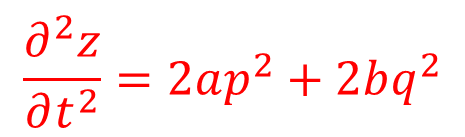 ∂²z/∂t² = 2ap² + 2bq²